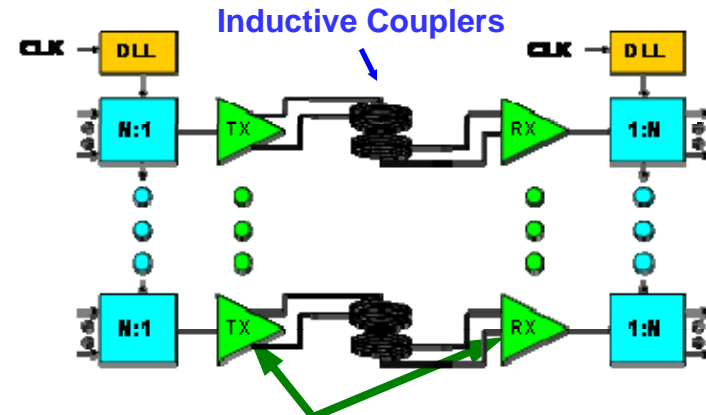 Inductive Couplers
CLK DLL CLK DLL
N:1 TX RX 1:N
N:1 TX RX 1:N